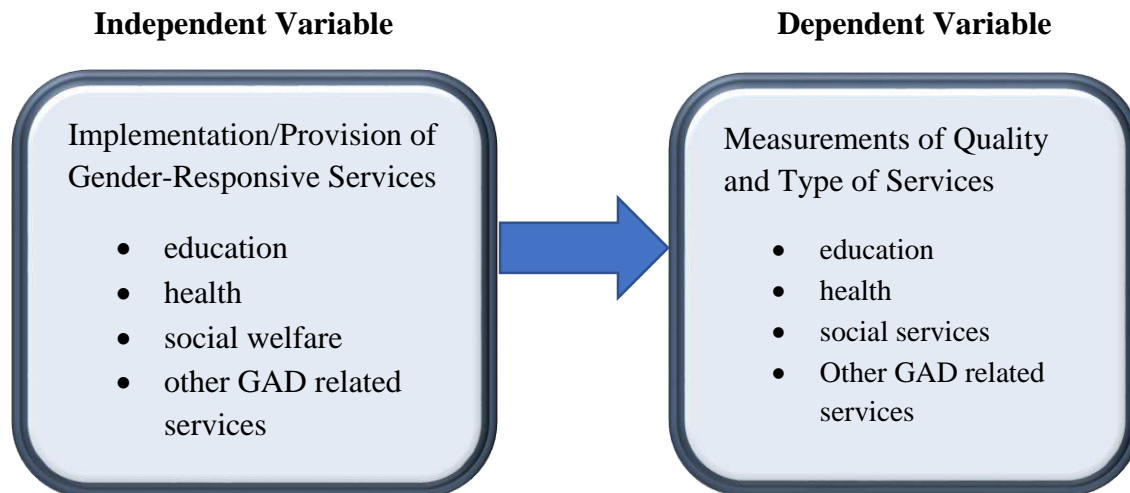 Independent Variable
Dependent Variable
Implementation/Provision of
Gender-Responsive Services
• education
• health
• social welfare
• other GAD related
services
Measurements of Quality
and Type of Services
• education
• health
• social services
• Other GAD related
services